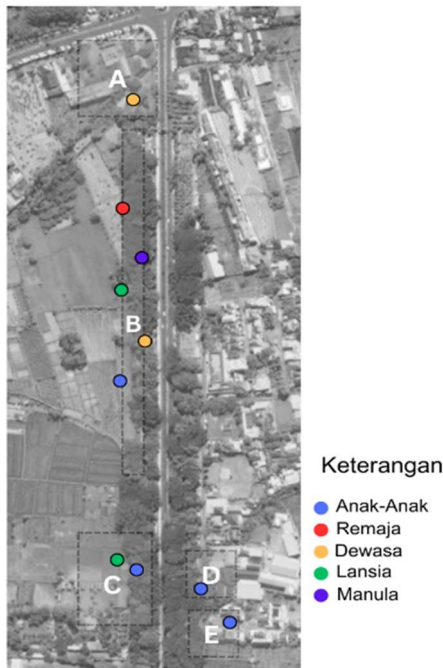 A
B
C
D
E
Keterangan
Anak-Anak
Remaja
Dewasa
Lansia
Manula